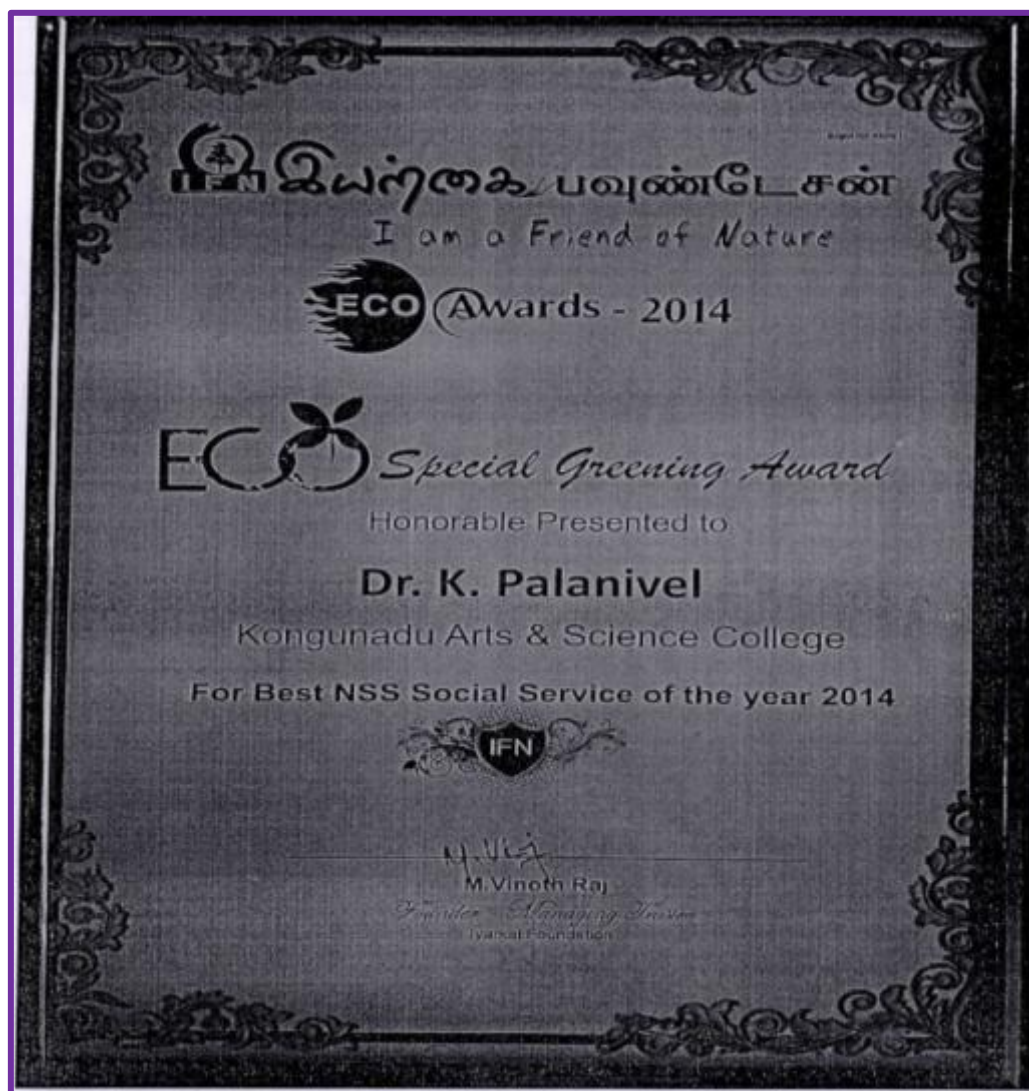 IFN இயற்கை பவுண்டேசன்
I am a Friend of Nature
ECO Awards - 2014
ECO Special Greening Award
Honorable Presented to
Dr. K. Palanivel
Kongunadu Arts & Science College
For Best NSS Social Service of the year 2014
IFN
M.Vinoth Raj
Founder Managing
Iyarkai Foundation